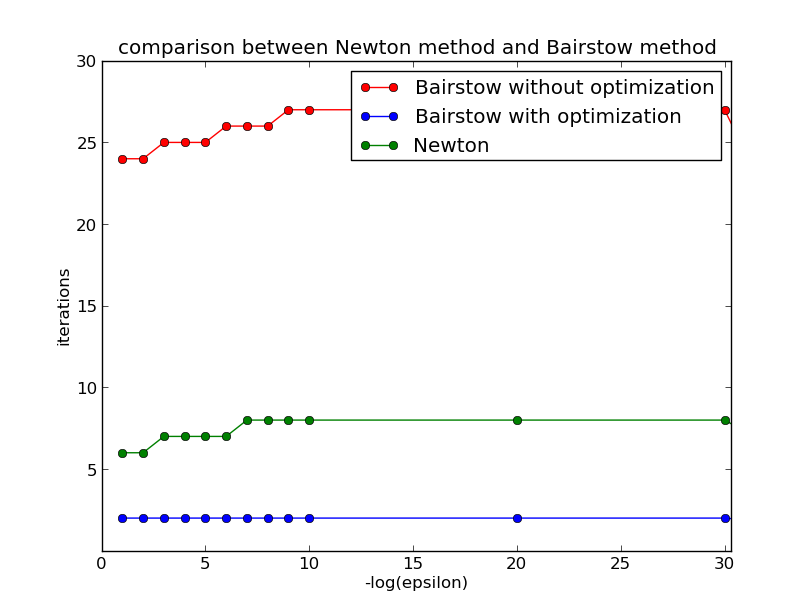 comparison between Newton method and Bairstow method
30
Bairstow without optimization
Bairstow with optimization
Newton
25
20
15
10
5
iterations
0 5 10 15 20 25 30
-log(epsilon)